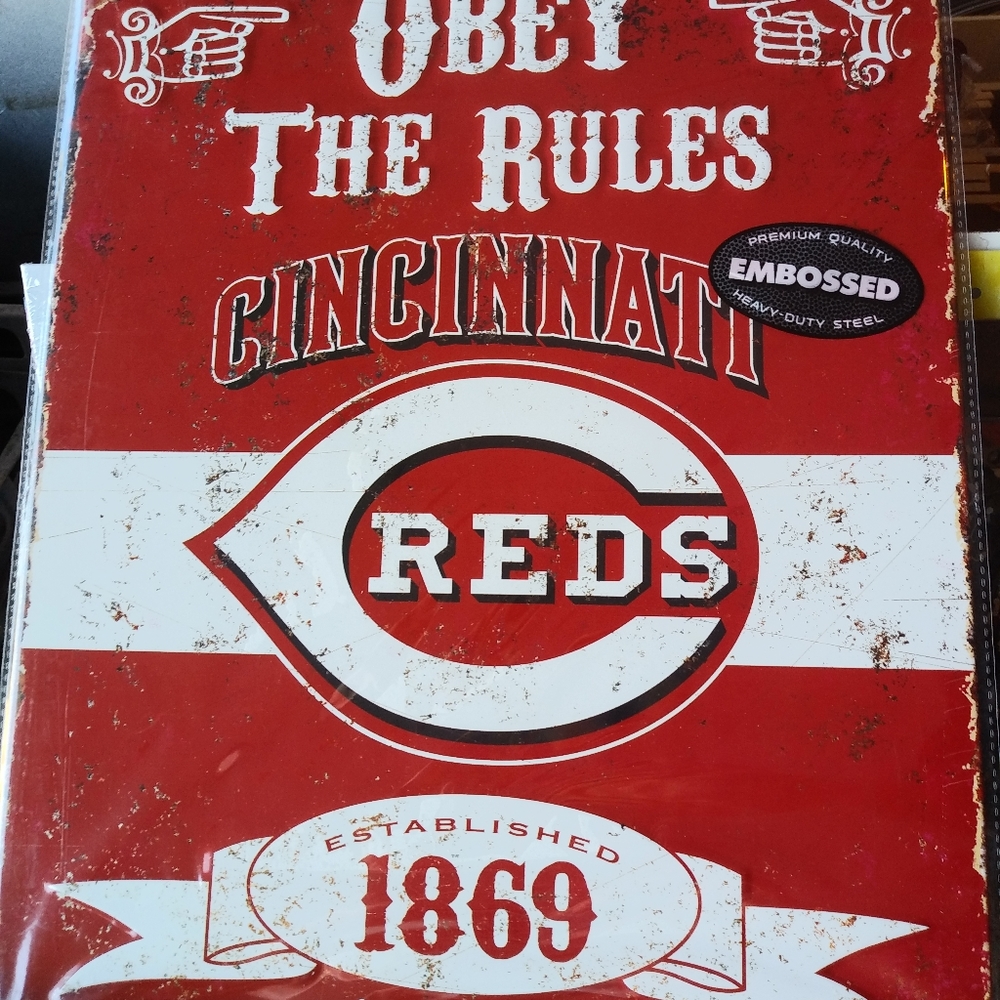 OBEY
THE RULES
CINCINNATI
PREMIUM QUALITY
EMBOSSED
HEAVY-DUTY STEEL
REDS
ESTABLISHED
1869